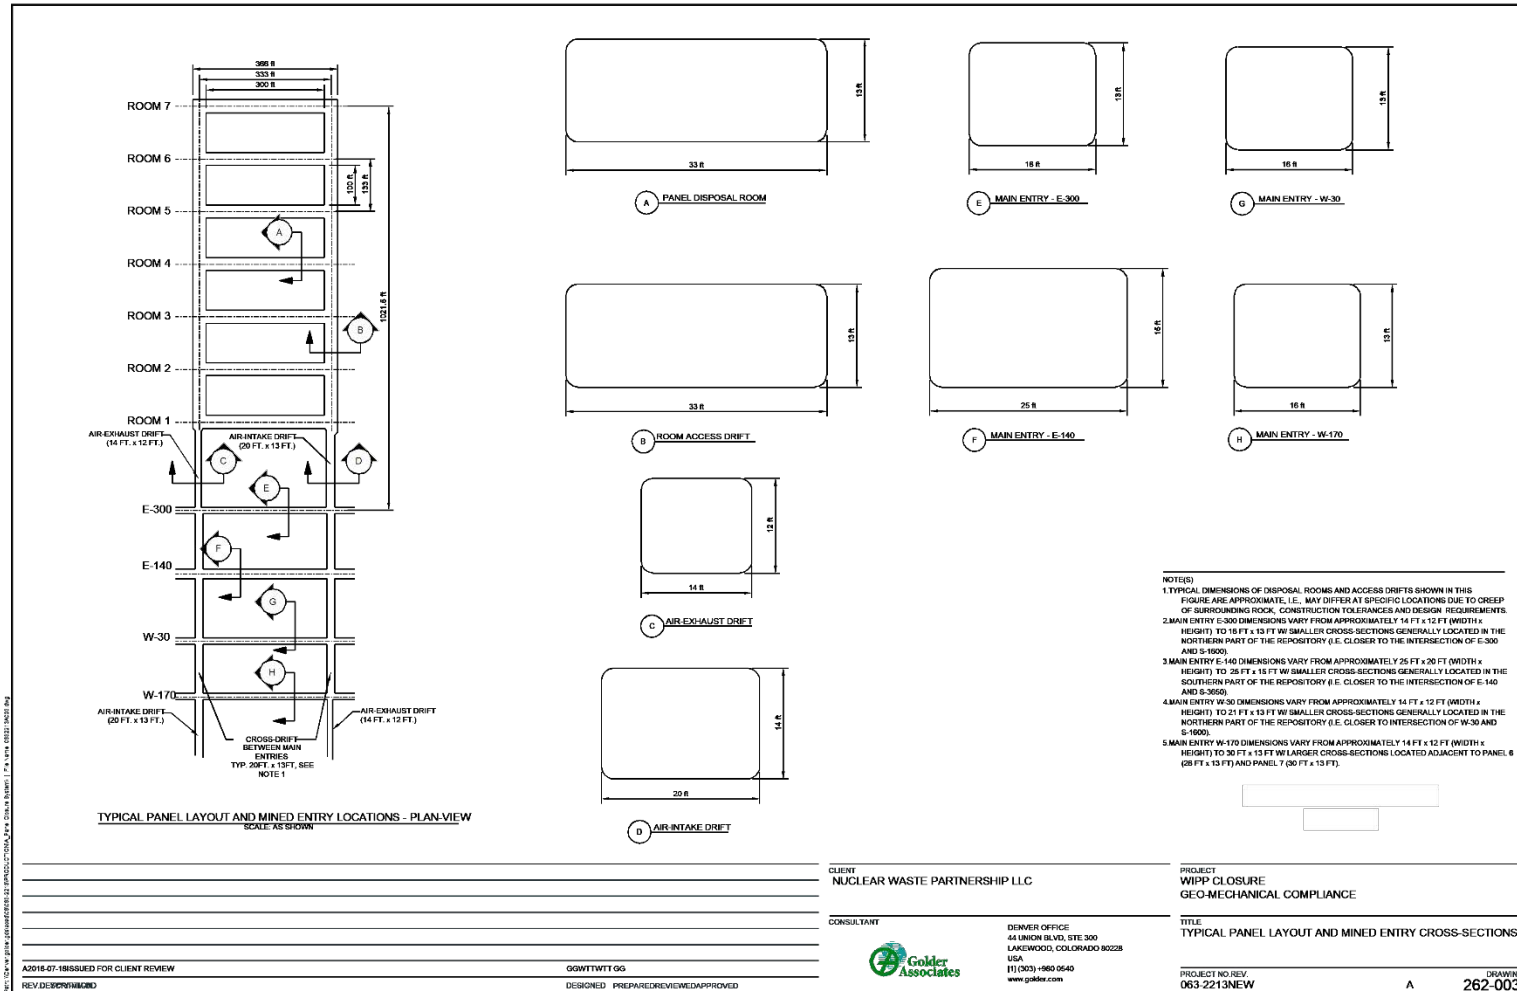 366 ft
333 ft
300 ft
ROOM 7
ROOM 6
100 ft
133 ft
ROOM 5
A
ROOM 4
1021.6 ft
ROOM 3
B
ROOM 2
ROOM 1
AIR-EXHAUST DRIFT
(14 FT. x 12 FT.)
AIR-INTAKE DRIFT
(20 FT. x 13 FT.)
C
D
E
E-300
F
E-140
G
W-30
H
W-170
AIR-INTAKE DRIFT
(20 FT. x 13 FT.)
AIR-EXHAUST DRIFT
(14 FT. x 12 FT.)
CROSS-DRIFT
BETWEEN MAIN
ENTRIES
TYP. 20FT. x 13FT, SEE
NOTE 1
TYPICAL PANEL LAYOUT AND MINED ENTRY LOCATIONS - PLAN-VIEW
SCALE: AS SHOWN
13 ft
33 ft
A PANEL DISPOSAL ROOM
13 ft
16 ft
E MAIN ENTRY - E-300
13 ft
16 ft
G MAIN ENTRY - W-30
13 ft
33 ft
B ROOM ACCESS DRIFT
15 ft
25 ft
F MAIN ENTRY - E-140
13 ft
16 ft
H MAIN ENTRY - W-170
12 ft
14 ft
C AIR-EXHAUST DRIFT
14 ft
20 ft
D AIR-INTAKE DRIFT
NOTE(S)
1.TYPICAL DIMENSIONS OF DISPOSAL ROOMS AND ACCESS DRIFTS SHOWN IN THIS
FIGURE ARE APPROXIMATE, I.E., MAY DIFFER AT SPECIFIC LOCATIONS DUE TO CREEP
OF SURROUNDING ROCK, CONSTRUCTION TOLERANCES AND DESIGN REQUIREMENTS.
2.MAIN ENTRY E-300 DIMENSIONS VARY FROM APPROXIMATELY 14 FT x 12 FT (WIDTH x
HEIGHT) TO 16 FT x 13 FT W/ SMALLER CROSS-SECTIONS GENERALLY LOCATED IN THE
NORTHERN PART OF THE REPOSITORY (I.E. CLOSER TO THE INTERSECTION OF E-300
AND S-1600).
3.MAIN ENTRY E-140 DIMENSIONS VARY FROM APPROXIMATELY 25 FT x 20 FT (WIDTH x
HEIGHT) TO 25 FT x 15 FT W/ SMALLER CROSS-SECTIONS GENERALLY LOCATED IN THE
SOUTHERN PART OF THE REPOSITORY (I.E. CLOSER TO THE INTERSECTION OF E-140
AND S-3650).
4.MAIN ENTRY W-30 DIMENSIONS VARY FROM APPROXIMATELY 14 FT x 12 FT (WIDTH x
HEIGHT) TO 21 FT x 13 FT W/ SMALLER CROSS-SECTIONS GENERALLY LOCATED IN THE
NORTHERN PART OF THE REPOSITORY (I.E. CLOSER TO INTERSECTION OF W-30 AND
S-1600).
5.MAIN ENTRY W-170 DIMENSIONS VARY FROM APPROXIMATELY 14 FT x 12 FT (WIDTH x
HEIGHT) TO 30 FT x 13 FT W/ LARGER CROSS-SECTIONS LOCATED ADJACENT TO PANEL 6
(28 FT x 13 FT) AND PANEL 7 (30 FT x 13 FT).
A2016-07-18ISSUED FOR CLIENT REVIEW
GGWTTWTT GG
DESIGNED PREPAREDREVIEWEDAPPROVED
CLIENT
NUCLEAR WASTE PARTNERSHIP LLC
CONSULTANT
Golder
Associates
DENVER OFFICE
44 UNION BLVD, STE 300
LAKEWOOD, COLORADO 80228
USA
[1] (303) +980 0540
www.golder.com
PROJECT
WIPP CLOSURE
GEO-MECHANICAL COMPLIANCE
TITLE
TYPICAL PANEL LAYOUT AND MINED ENTRY CROSS-SECTIONS
PROJECT NO.REV.
063-2213NEW
A
DRAWIN
262-003